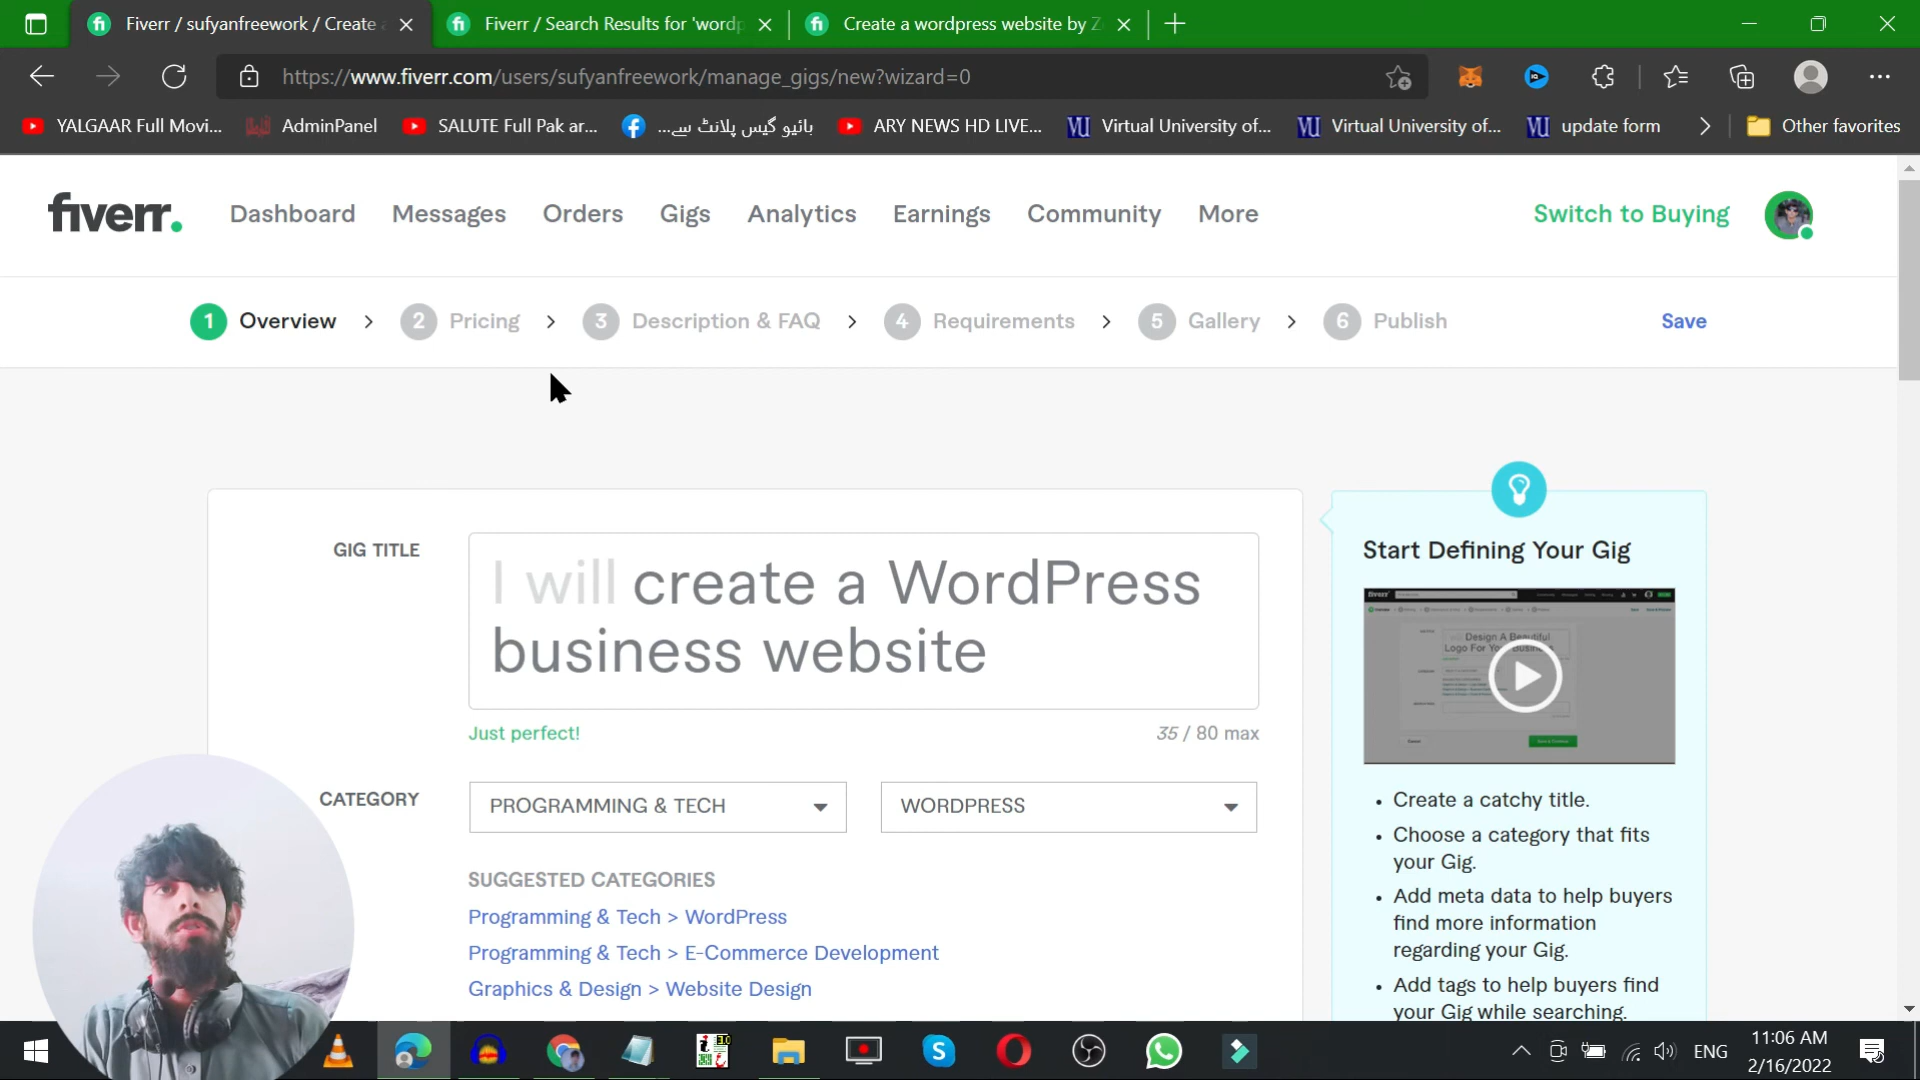 Fiverr / sufyanfreework / Create
Fiverr / Search Results for 'wordp
Create a wordpress website by Z
https://www.fiverr.com/users/sufyanfreework/manage_gigs/new?wizard=0
YALGAAR Full Movi...
AdminPanel
SALUTE Full Pak ar...
بائیو گیس پلانٹ سے...
ARY NEWS HD LIVE...
Virtual University of...
Virtual University of...
update form
Other favorites
fiverr.
Dashboard
Messages
Orders
Gigs
Analytics
Earnings
Community
More
Switch to Buying
1 Overview
2 Pricing
3 Description & FAQ
4 Requirements
5 Gallery
6 Publish
Save
GIG TITLE
I will create a WordPress
business website
Just perfect!
35 / 80 max
CATEGORY
PROGRAMMING & TECH
WORDPRESS
SUGGESTED CATEGORIES
Programming & Tech > WordPress
Programming & Tech > E-Commerce Development
Graphics & Design > Website Design
Start Defining Your Gig
fiverr
Design A Beautiful
Logo For Your Business
• Create a catchy title.
• Choose a category that fits
your Gig.
• Add meta data to help buyers
find more information
regarding your Gig.
• Add tags to help buyers find
your Gig while searching.
ENG
11:06 AM
2/16/2022